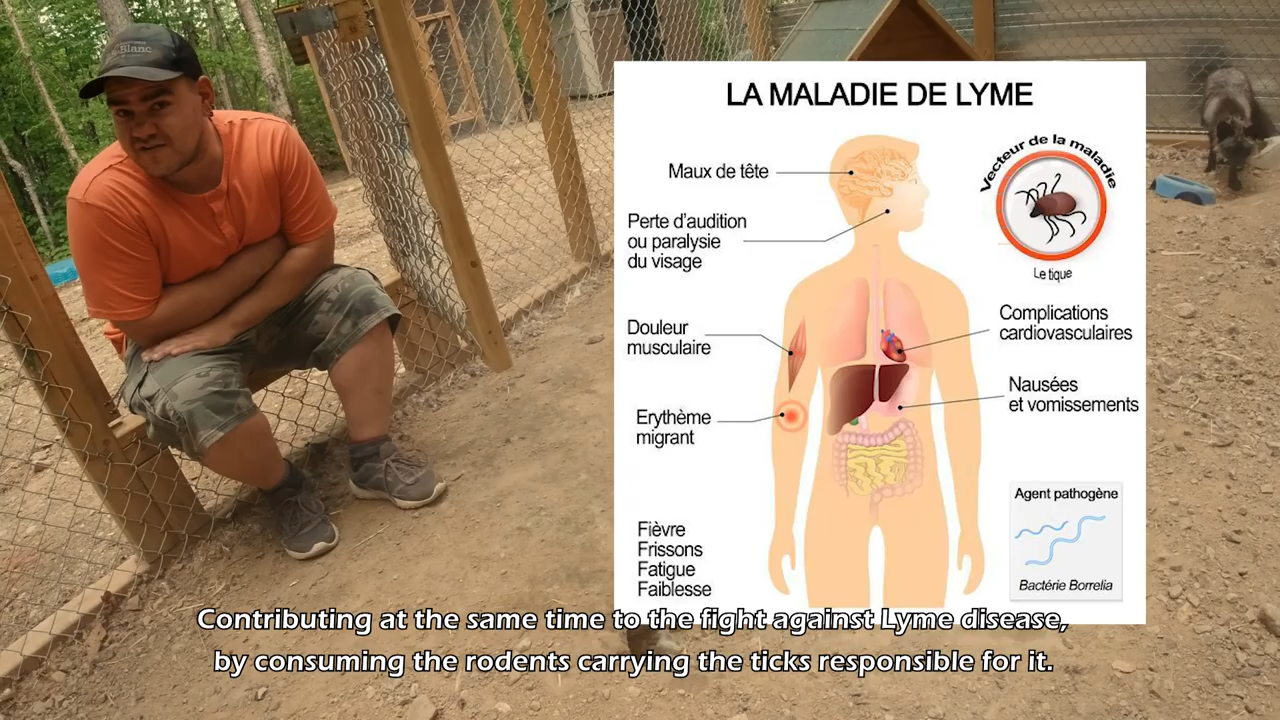 Blanc
LA MALADIE DE LYME
Vecteur de la maladie
Le tique
Maux de tête
Perte d'audition
ou paralysie
du visage
Douleur
musculaire
Erythème
migrant
Complications
cardiovasculaires
Nausées
et vomissements
Fièvre
Frissons
Fatigue
Faiblesse
Agent pathogène
Bactérie Borrelia
Contributing at the same time to the fight against Lyme disease,
by consuming the rodents carrying the ticks responsible for it.